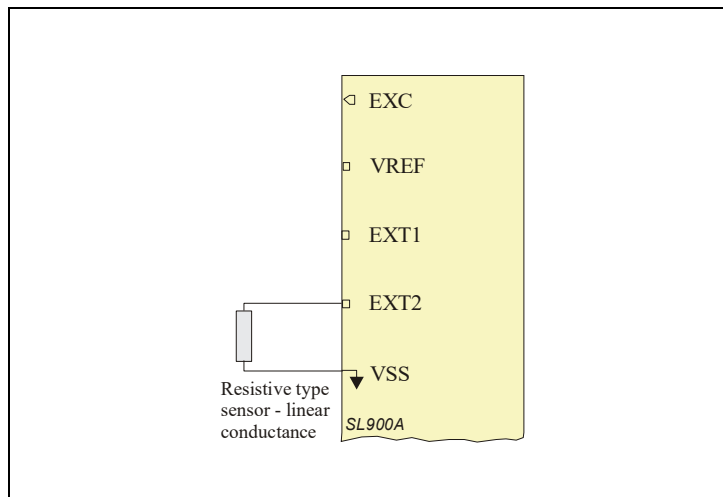 EXC
VREF
EXT1
EXT2
VSS
Resistive type
sensor - linear
conductance
SL900A